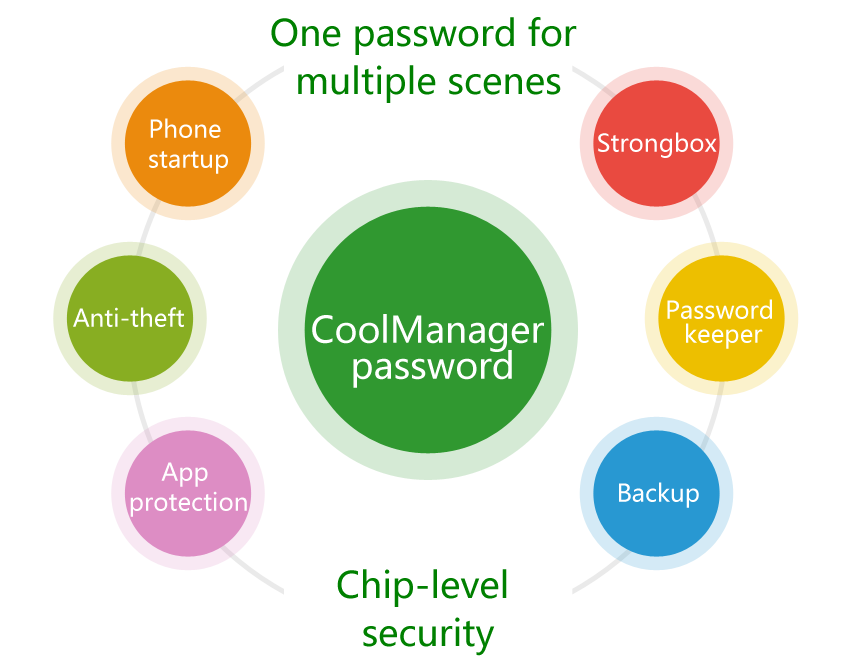 One password for
multiple scenes
Phone
startup
Strongbox
Anti-theft
CoolManager
password
Password
keeper
App
protection
Backup
Chip-level
security